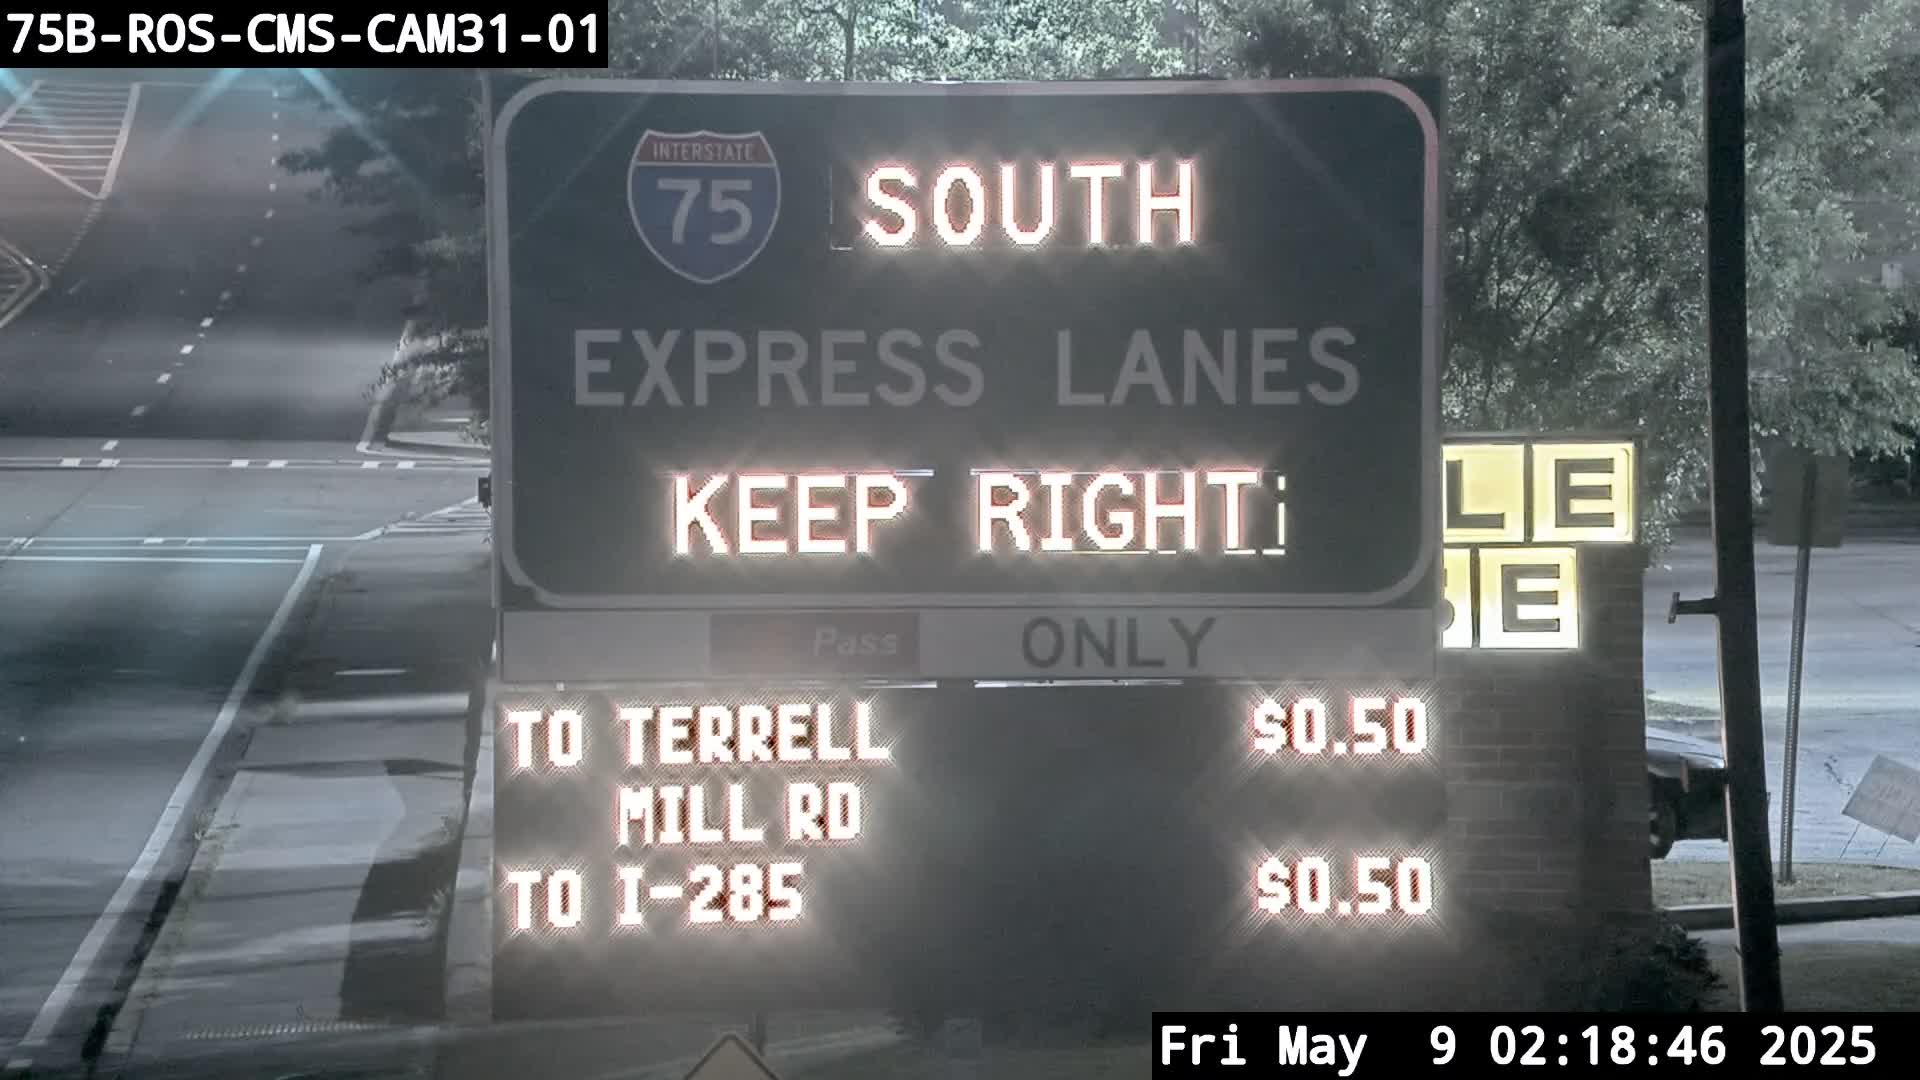 75B-ROS-CMS-CAM31-01
INTERSTATE
75
SOUTH
EXPRESS LANES
KEEP RIGHT
Pass ONLY
TO TERRELL $0.50
MILL RD
TO I-285 $0.50
LE
E
Fri May 9 02:18:46 2025